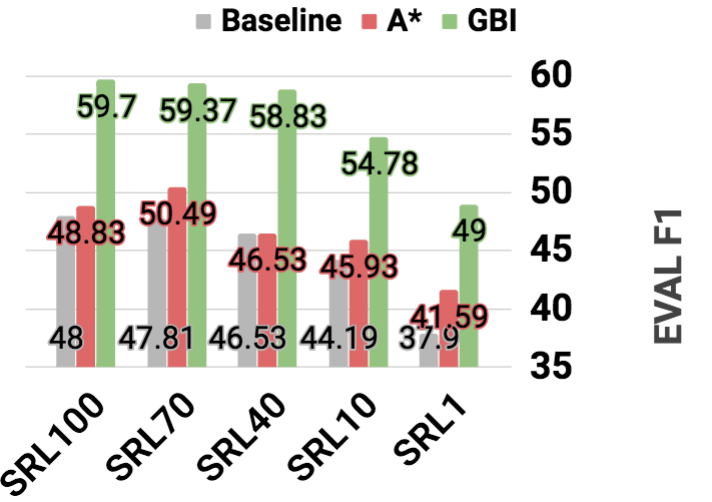 Baseline A* GBI
60
55
50
45
40
35
EVAL F1
59.7 59.37 58.83 54.78 49
48.83 50.49 46.53 45.93 41.59
48 47.81 46.53 44.19 37.9
SRL100 SRL70 SRL40 SRL10 SRL1